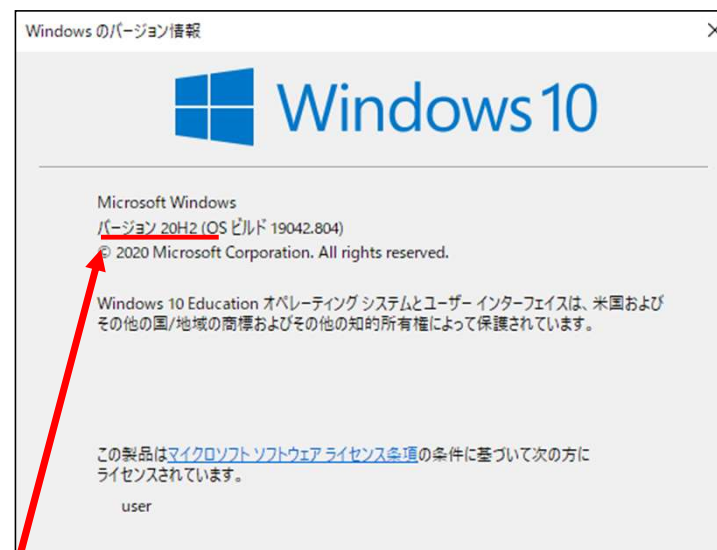 Windows のバージョン情報
Windows 10
Microsoft Windows
バージョン 20H2 (OS ビルド 19042.804)
© 2020 Microsoft Corporation. All rights reserved.
Windows 10 Education オペレーティング システムとユーザー インターフェイスは、米国および
その他の国/地域の商標およびその他の知的所有権によって保護されています。
この製品はマイクロソフト ソフトウェア ライセンス条項の条件に基づいて次の方に
ライセンスされています。
user